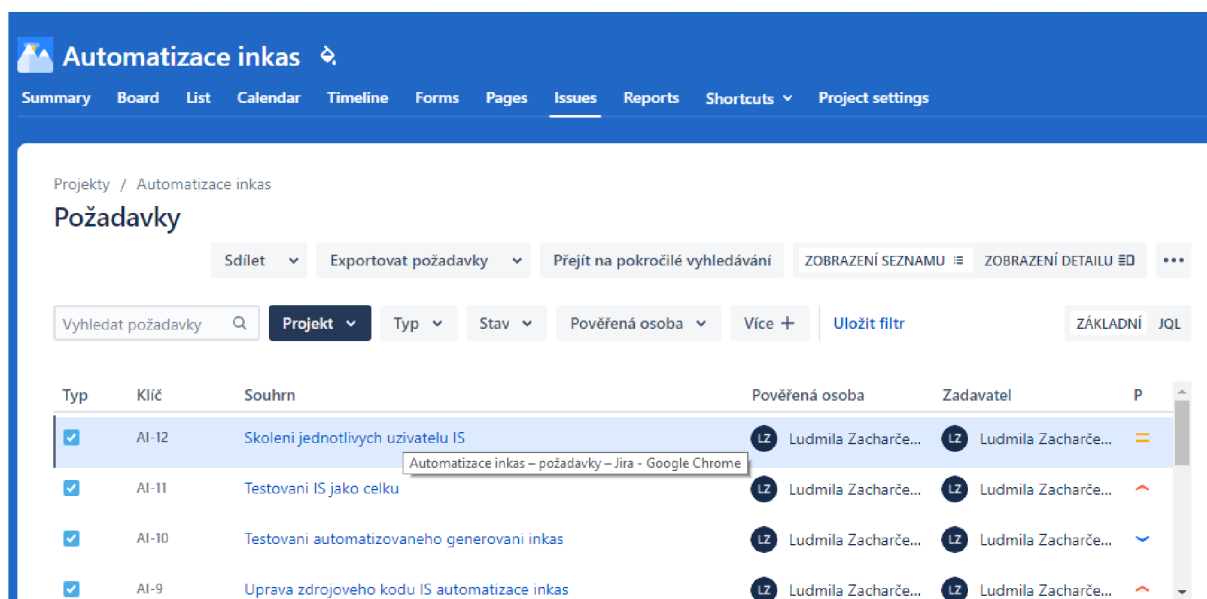 Automatizace inkas
Summary Board List Calendar Timeline Forms Pages Issues Reports Shortcuts Project settings
Projekty / Automatizace inkas
Požadavky
Sdílet Exportovat požadavky Přejít na pokročilé vyhledávání ZOBRAZENÍ SEZNAMU ZOBRAZENÍ DETAILU •••
Vyhledat požadavky Projekt Typ Stav Pověřená osoba Více + Uložit filtr ZÁKLADNÍ JQL
Typ Klíč Souhrn Pověřená osoba Zadavatel P
AI-12 Skoleni jednotlivych uzivatelu IS LZ Ludmila Zacharče... LZ Ludmila Zacharče...
Automatizace inkas – požadavky – Jira - Google Chrome
AI-11 Testovani IS jako celku LZ Ludmila Zacharče... LZ Ludmila Zacharče...
AI-10 Testovani automatizovaneho generovani inkas LZ Ludmila Zacharče... LZ Ludmila Zacharče...
AI-9 Uprava zdrojoveho kodu IS automatizace inkas LZ Ludmila Zacharče... LZ Ludmila Zacharče...